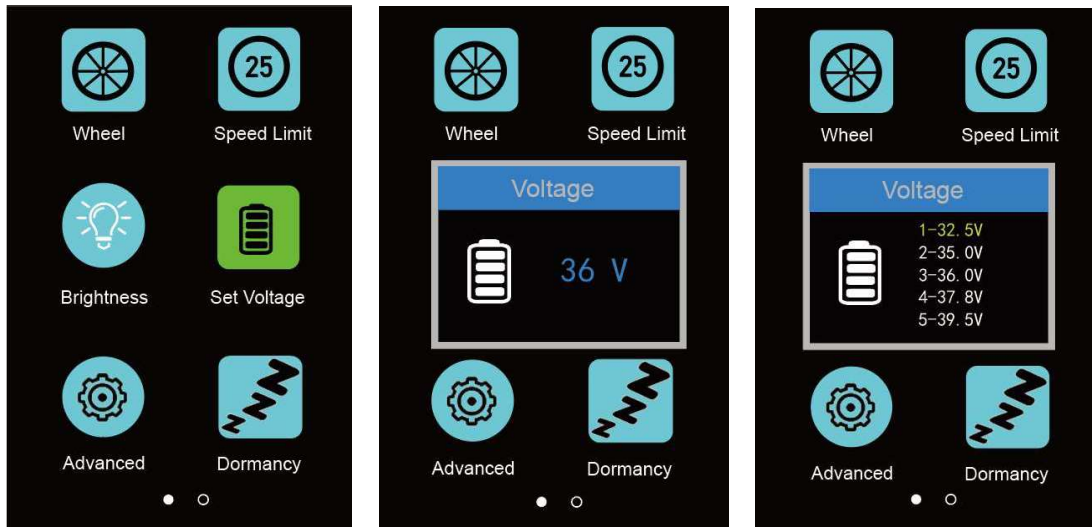 25
Wheel Speed Limit
Brightness Set Voltage
Advanced Dormancy
25
Wheel Speed Limit
Voltage
36 V
Advanced Dormancy
25
Wheel Speed Limit
Voltage
1-32.5V
2-35.0V
3-36.0V
4-37.8V
5-39.5V
Advanced Dormancy